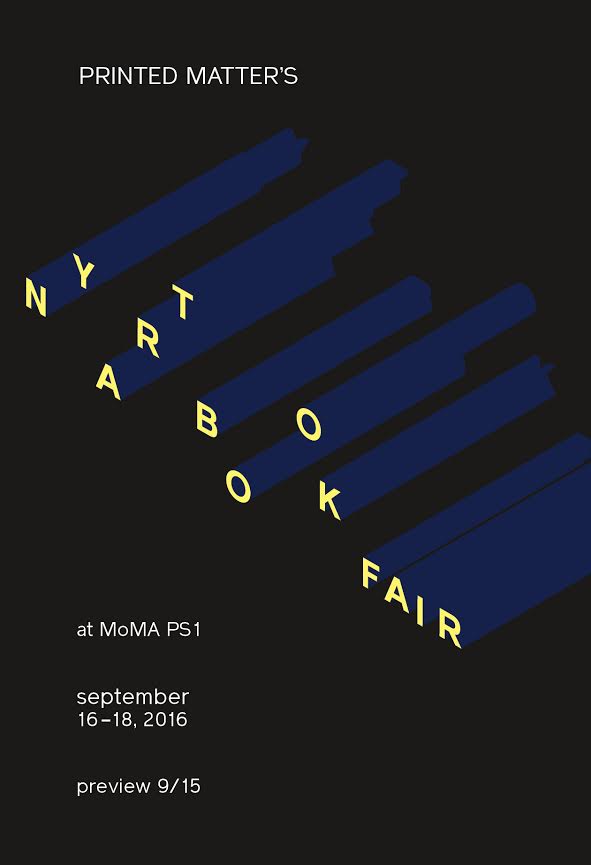 PRINTED MATTER'S
NY
ART
BOOK
FAIR
at MoMA PS1
september
16–18, 2016
preview 9/15